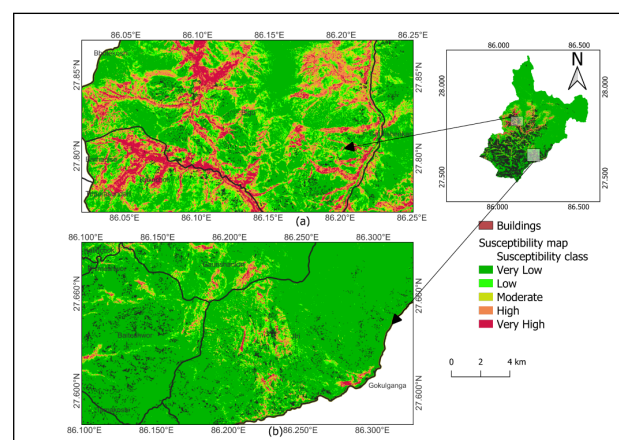 86.05°E 86.10°E 86.15°E 86.20°E 86.25°E
27.85°N
27.80°N
27.85°N
27.80°N
Bigu
86.05°E 86.10°E 86.15°E 86.20°E 86.25°E
(a)
86.100°E 86.150°E 86.200°E 86.250°E 86.300°E
27.660°N
27.600°N
27.660°N
27.600°N
Gokulganga
86.100°E 86.150°E 86.200°E 86.250°E 86.300°E
(b)
86.000 86.500
28.000
27.500
28.000
27.500
86.000 86.500
N
Buildings
Susceptibility map
Susceptibility class
Very Low
Low
Moderate
High
Very High
0 2 4 km